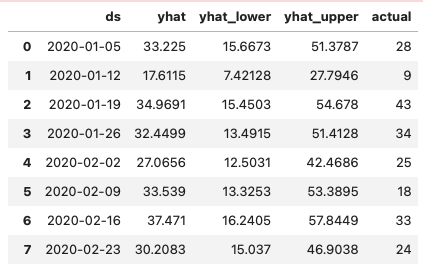 ds yhat yhat_lower yhat_upper actual
0 2020-01-05 33.225 15.6673 51.3787 28
1 2020-01-12 17.6115 7.42128 27.7946 9
2 2020-01-19 34.9691 15.4503 54.678 43
3 2020-01-26 32.4499 13.4915 51.4128 34
4 2020-02-02 27.0656 12.5031 42.4686 25
5 2020-02-09 33.539 13.3253 53.3895 18
6 2020-02-16 37.471 16.2405 57.8449 33
7 2020-02-23 30.2083 15.037 46.9038 24